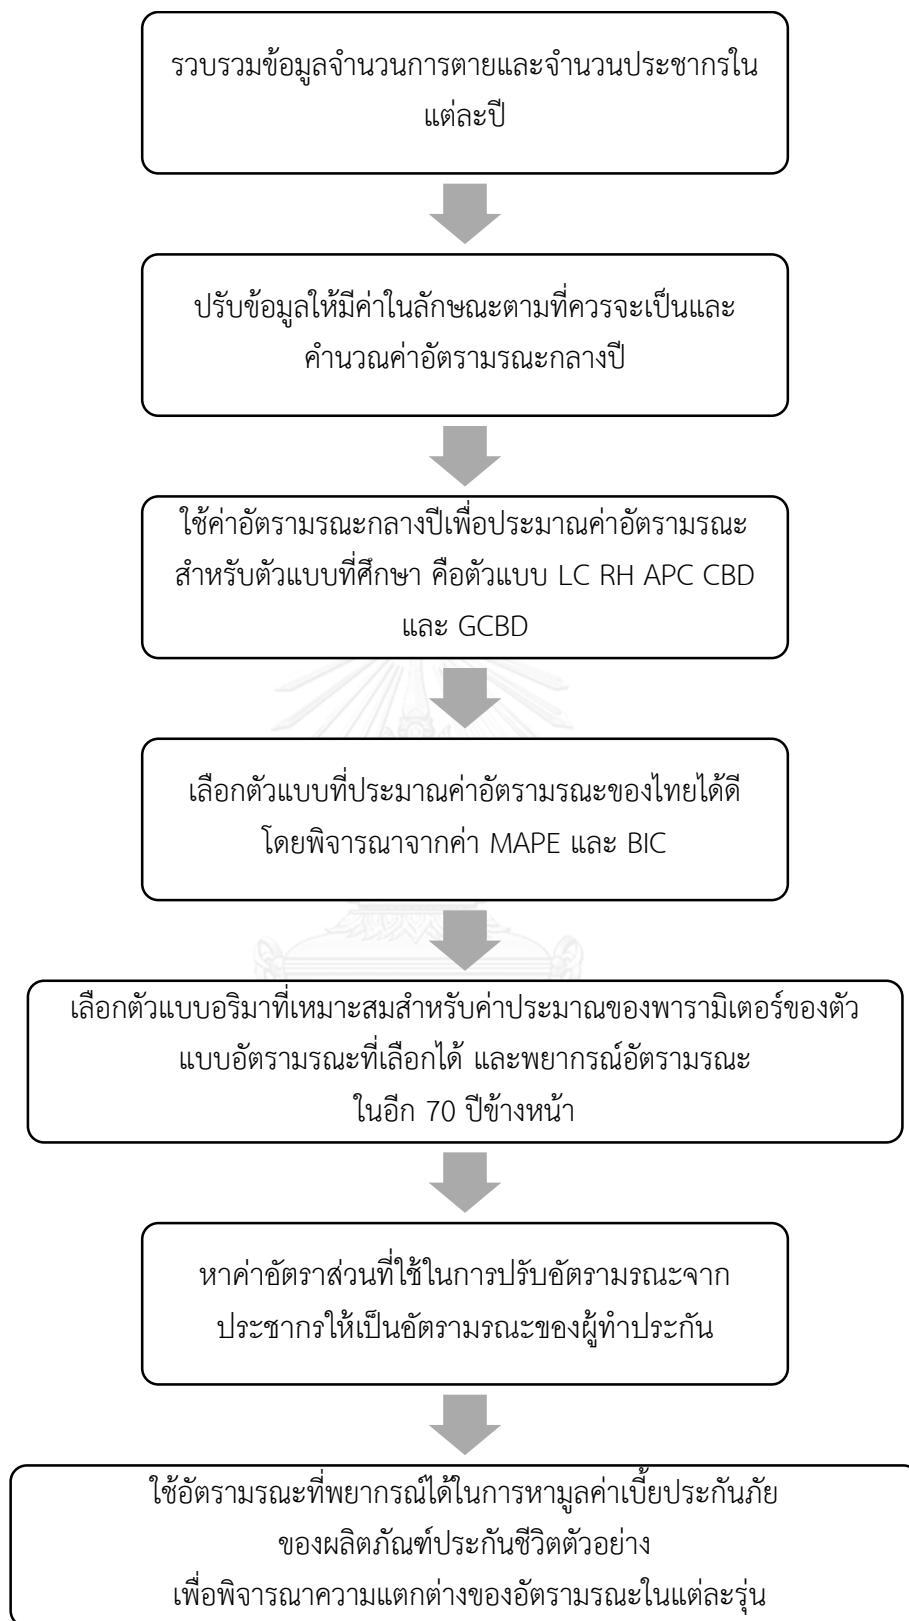 รวบรวมข้อมูลจำนวนการตายและจำนวนประชากรใน
แต่ละปี
ปรับข้อมูลให้มีค่าในลักษณะตามที่ควรจะเป็นและ
คำนวณค่าอัตรามรณะกลางปี
ใช้ค่าอัตรามรณะกลางปีเพื่อประมาณค่าอัตรามรณะ
สำหรับตัวแบบที่ศึกษา คือตัวแบบ LC RH APC CBD
และ GCBD
เลือกตัวแบบที่ประมาณค่าอัตรามรณะของไทยได้ดี
โดยพิจารณาจากค่า MAPE และ BIC
เลือกตัวแบบอริมาที่เหมาะสมสำหรับค่าประมาณของพารามิเตอร์ของตัว
แบบอัตรามรณะที่เลือกได้ และพยากรณ์อัตรามรณะ
ในอีก 70 ปีข้างหน้า
หาค่าอัตราส่วนที่ใช้ในการปรับอัตรามรณะจาก
ประชากรให้เป็นอัตรามรณะของผู้ทำประกัน
ใช้อัตรามรณะที่พยากรณ์ได้ในการหามูลค่าเบี้ยประกันภัย
ของผลิตภัณฑ์ประกันชีวิตตัวอย่าง
เพื่อพิจารณาความแตกต่างของอัตรามรณะในแต่ละรุ่น